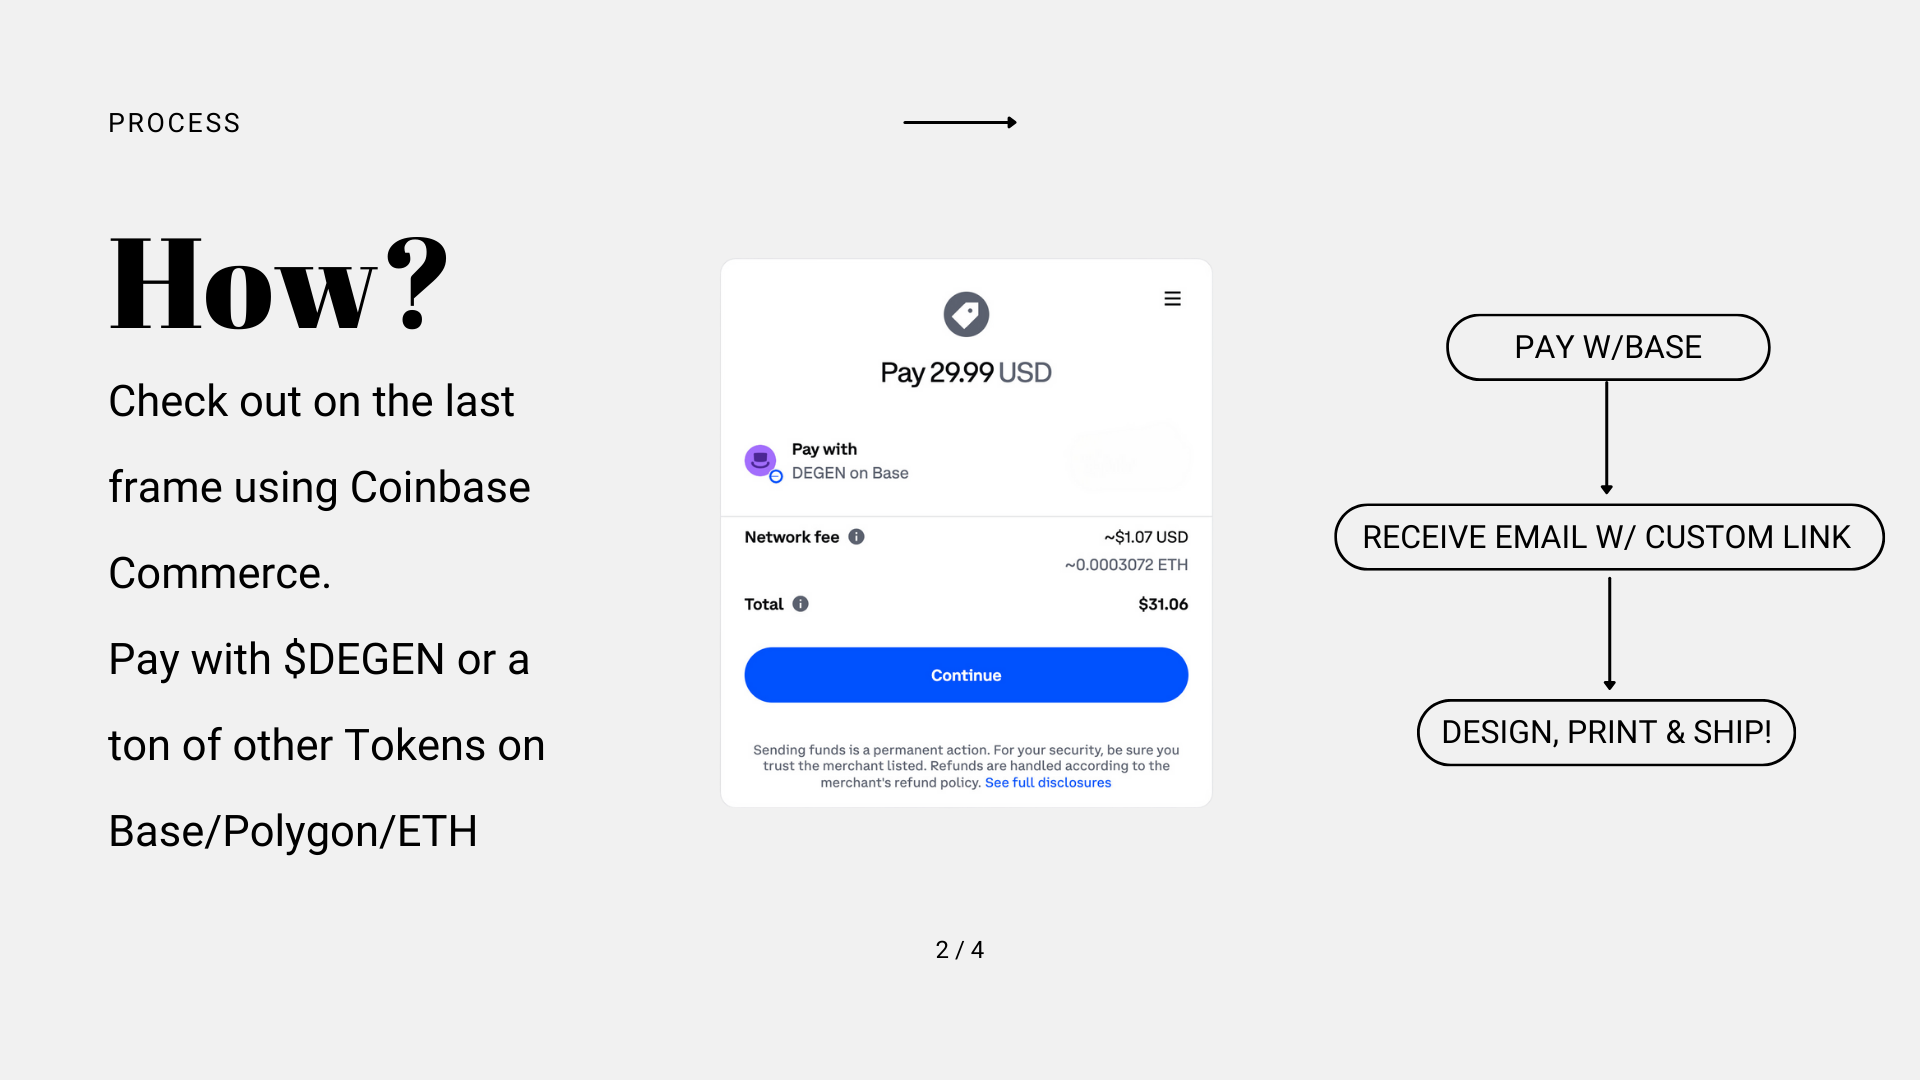 PROCESS
How?
Check out on the last
frame using Coinbase
Commerce.
Pay with $DEGEN or a
ton of other Tokens on
Base/Polygon/ETH
Pay 29.99 USD
Pay with
DEGEN on Base
Network fee
~$1.07 USD
~0.0003072 ETH
Total
$31.06
Continue
Sending funds is a permanent action. For your security, be sure you
trust the merchant listed. Refunds are handled according to the
merchant's refund policy. See full disclosures
PAY W/BASE
RECEIVE EMAIL W/ CUSTOM LINK
DESIGN, PRINT & SHIP!
2 / 4